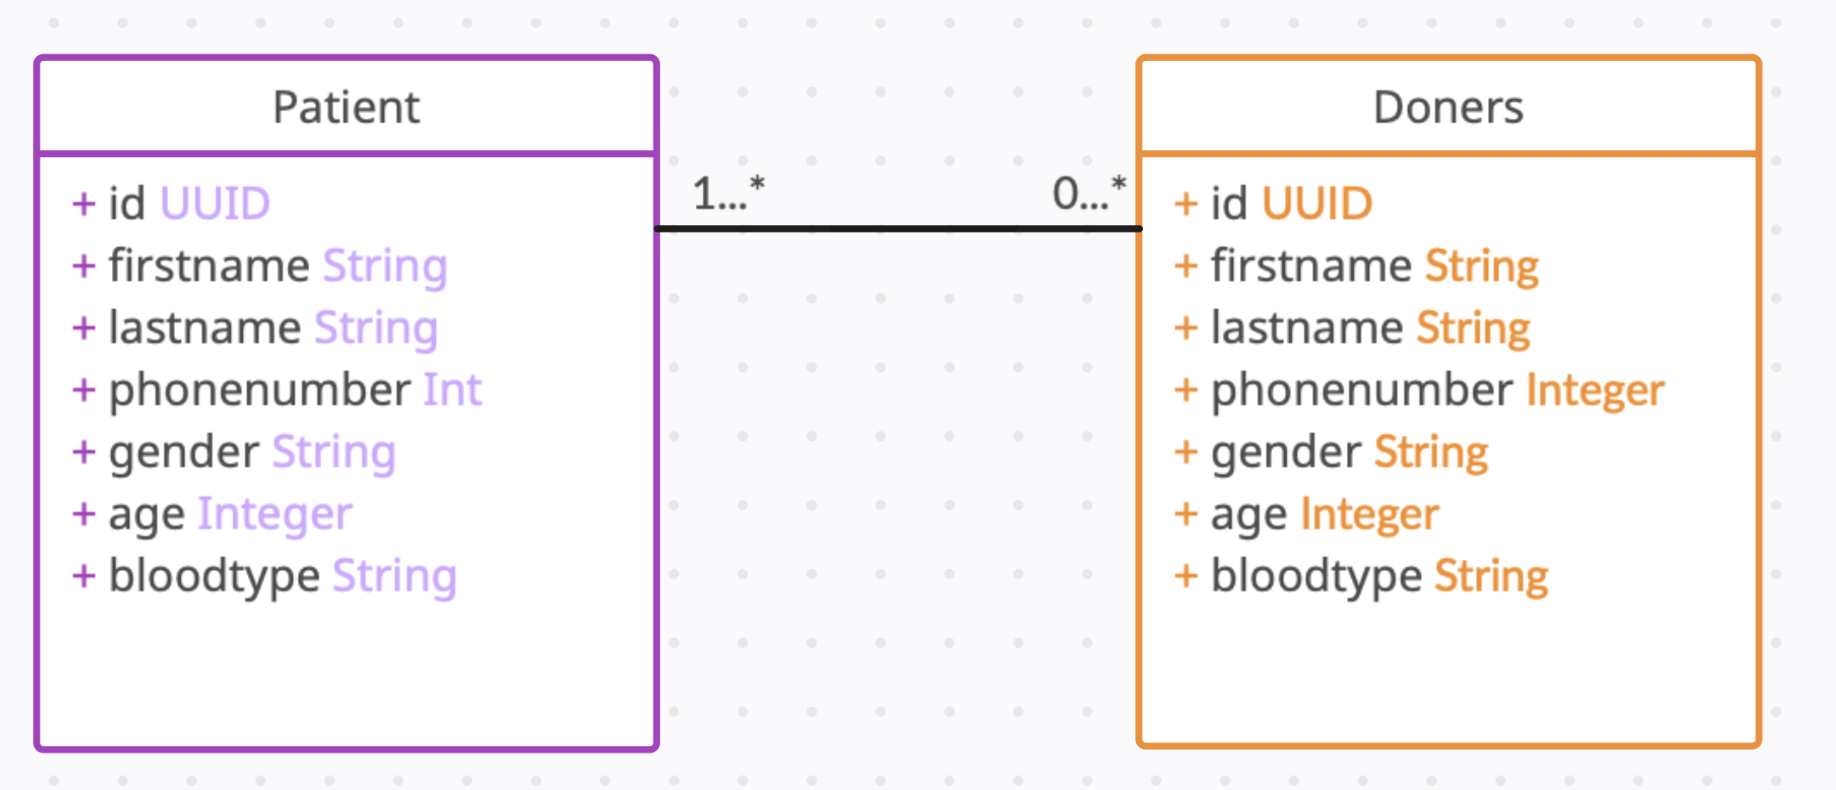 Patient
+ id UUID
+ firstname String
+ lastname String
+ phonenumber Int
+ gender String
+ age Integer
+ bloodtype String
1...*
0...*
Doners
+ id UUID
+ firstname String
+ lastname String
+ phonenumber Integer
+ gender String
+ age Integer
+ bloodtype String